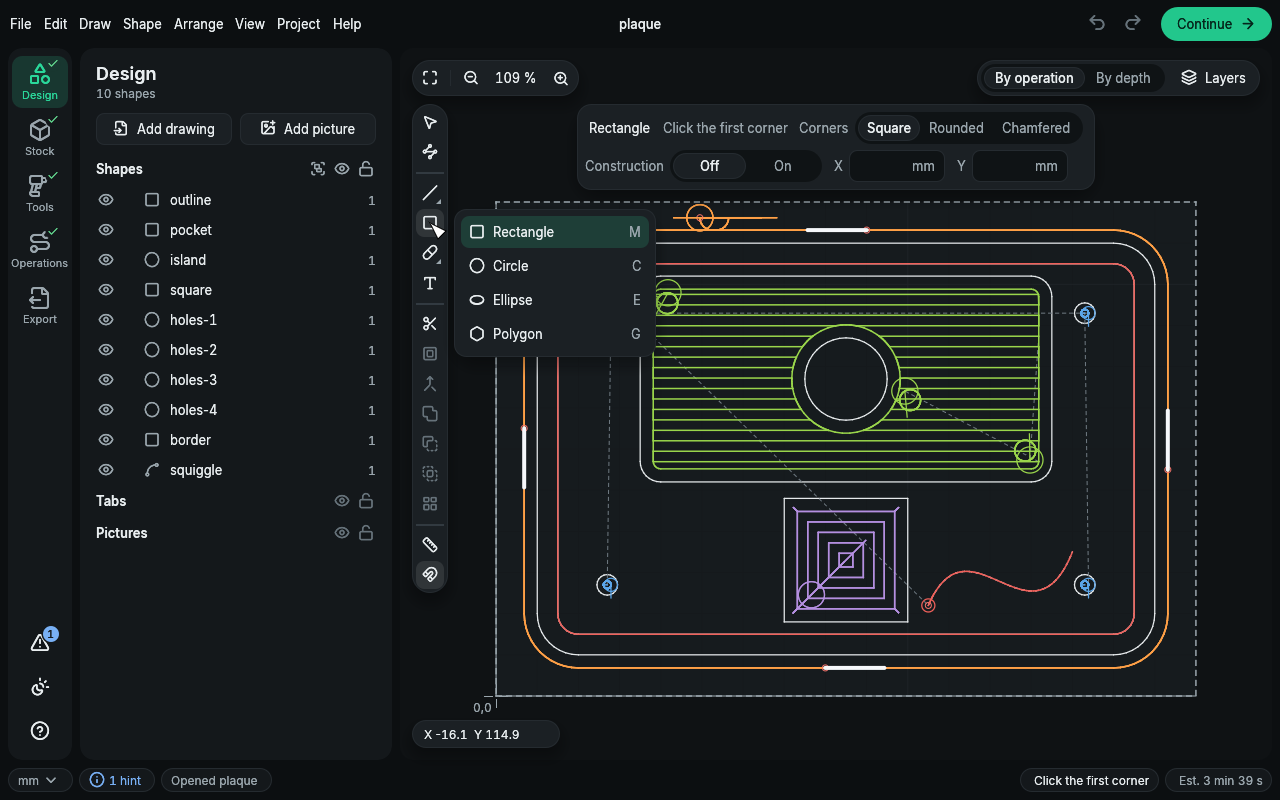 File Edit Draw Shape Arrange View Project Help
plaque
Continue
Design
Stock
Tools
Operations
Export
1
Design
10 shapes
Add drawing
Add picture
Shapes
outline 1
pocket 1
island 1
square 1
holes-1 1
holes-2 1
holes-3 1
holes-4 1
border 1
squiggle 1
Tabs
Pictures
109 %
By operation By depth Layers
Rectangle Click the first corner Corners Square Rounded Chamfered
Construction Off On X mm Y mm
Rectangle M
Circle C
Ellipse E
Polygon G
T
0,0
X -16.1 Y 114.9
mm
1 hint
Opened plaque
Click the first corner
Est. 3 min 39 s